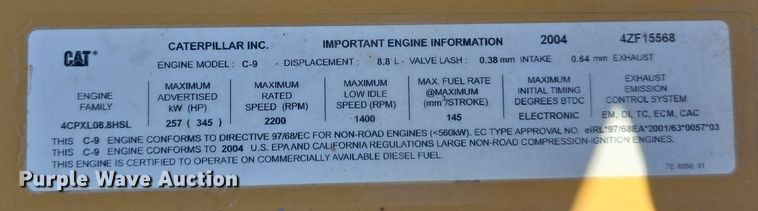 CAT CATERPILLAR INC. IMPORTANT ENGINE INFORMATION 2004 4ZF15568
ENGINE MODEL : C-9 - DISPLACEMENT : 8.8 L - VALVE LASH : 0.38 mm INTAKE 0.64 mm EXHAUST
ENGINE FAMILY MAXIMUM ADVERTISED kW (HP) MAXIMUM RATED SPEED (RPM) MAXIMUM LOW IDLE SPEED (RPM) MAX. FUEL RATE @MAXIMUM (mm³/STROKE) MAXIMUM INITIAL TIMING DEGREES BTDC EXHAUST EMISSION CONTROL SYSTEM
4CPXL08.8HSL 257 ( 345 ) 2200 1400 145 ELECTRONIC EM, DI, TC, ECM, CAC
THIS C-9 ENGINE CONFORMS TO DIRECTIVE 97/68/EC FOR NON-ROAD ENGINES (<560kW). EC TYPE APPROVAL NO. eIRL*97/68EA*2001/63*0057*03
THIS C-9 ENGINE CONFORMS TO 2004 U.S. EPA AND CALIFORNIA REGULATIONS LARGE NON-ROAD COMPRESSION-IGNITION ENGINES.
THIS ENGINE IS CERTIFIED TO OPERATE ON COMMERCIALLY AVAILABLE DIESEL FUEL.
7E-8050 01
Purple Wave Auction